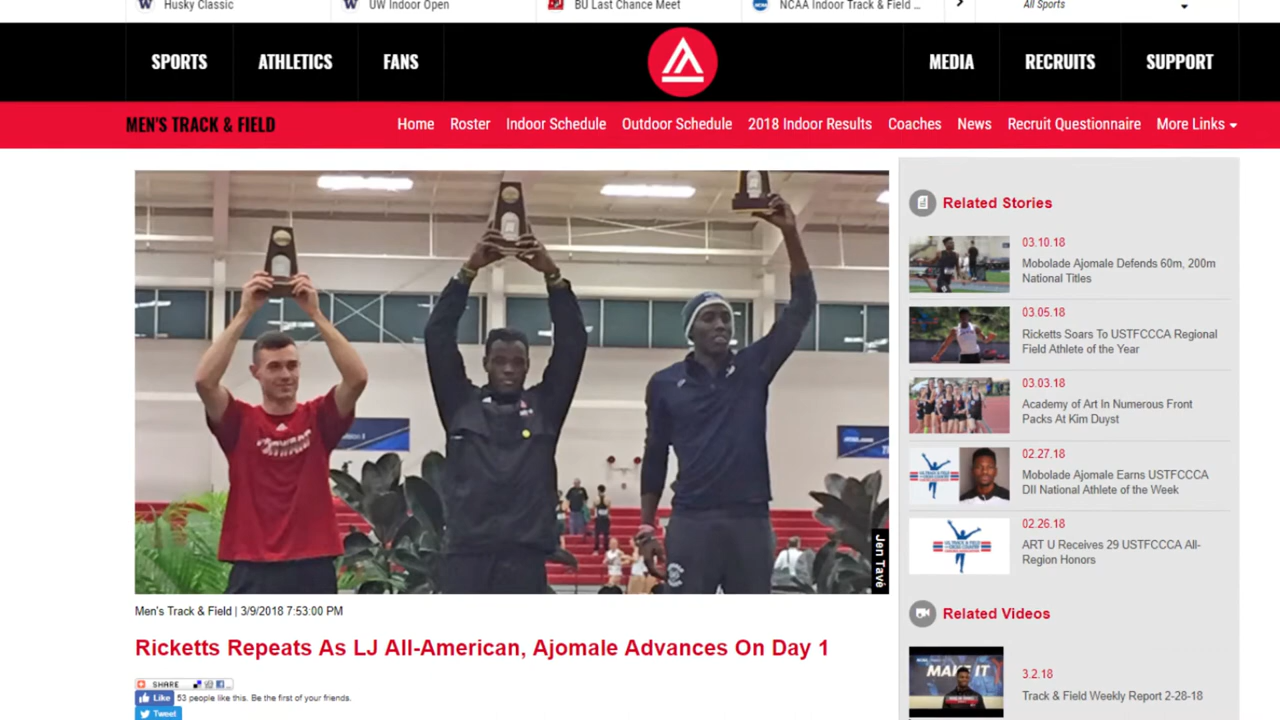 Husky Classic
UW Indoor Open
BU Last Chance Meet
NCAA Indoor Track & Field ...
All Sports
SPORTS
ATHLETICS
FANS
MEDIA
RECRUITS
SUPPORT
MEN'S TRACK & FIELD
Home
Roster
Indoor Schedule
Outdoor Schedule
2018 Indoor Results
Coaches
News
Recruit Questionnaire
More Links
Jen Tavé
Men's Track & Field | 3/9/2018 7:53:00 PM
Ricketts Repeats As LJ All-American, Ajomale Advances On Day 1
SHARE
Like
53 people like this. Be the first of your friends.
Tweet
Related Stories
03.10.18
Mobolade Ajomale Defends 60m, 200m
National Titles
03.05.18
Ricketts Soars To USTFCCCA Regional
Field Athlete of the Year
03.03.18
Academy of Art In Numerous Front
Packs At Kim Duyst
02.27.18
Mobolade Ajomale Earns USTFCCCA
DII National Athlete of the Week
02.26.18
ART U Receives 29 USTFCCCA All-
Region Honors
Related Videos
MAKE IT
3.2.18
Track & Field Weekly Report 2-28-18